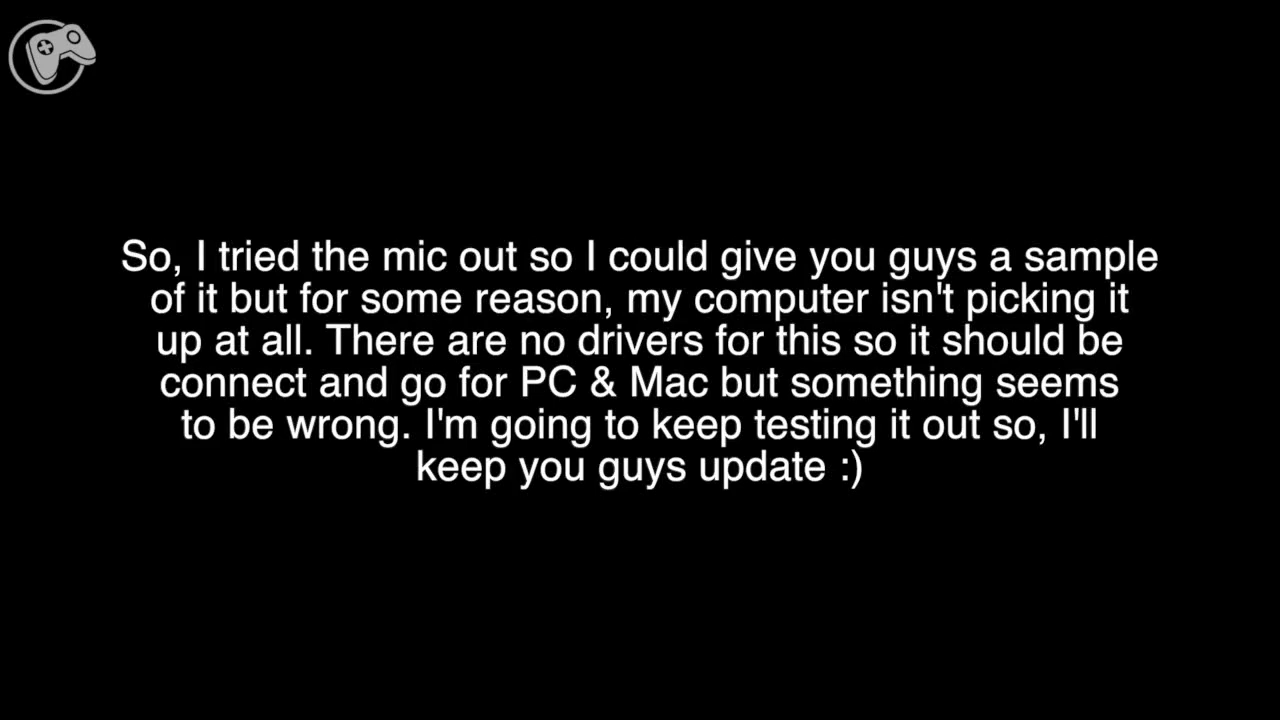 So, I tried the mic out so I could give you guys a sample
of it but for some reason, my computer isn't picking it
up at all. There are no drivers for this so it should be
connect and go for PC & Mac but something seems
to be wrong. I'm going to keep testing it out so, I'll
keep you guys update :)